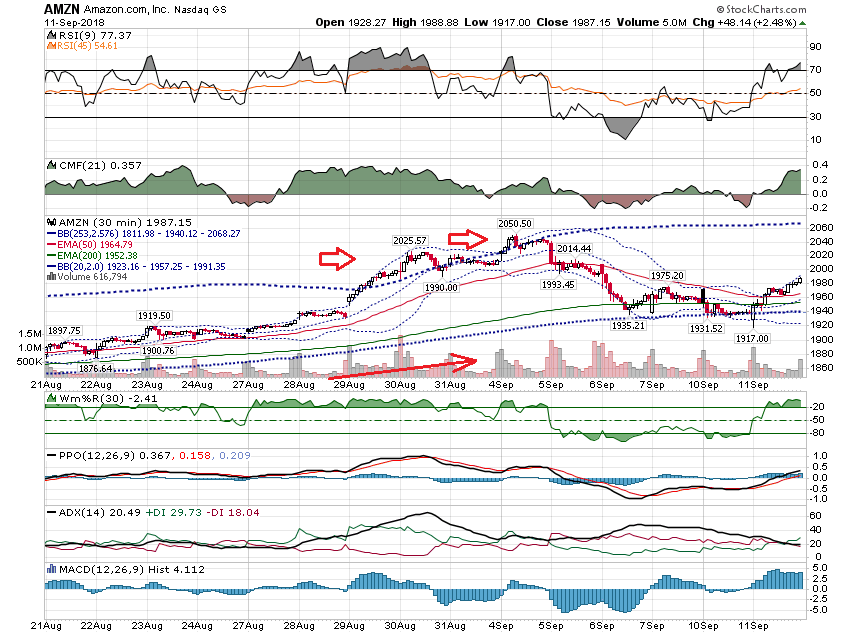 AMZN Amazon.com, Inc. Nasdaq GS © StockCharts.com
11-Sep-2018 Open 1928.27 High 1988.88 Low 1917.00 Close 1987.15 Volume 5.0M Chg +48.14 (+2.48%)
RSI(9) 77.37
RSI(45) 54.61
90
70
50
30
10
CMF(21) 0.357
0.4
0.2
0.0
-0.2
AMZN (30 min) 1987.15
BB(253,2.576) 1811.98 - 1940.12 - 2068.27
EMA(50) 1964.79
EMA(200) 1952.38
BB(20,2.0) 1923.16 - 1957.25 - 1991.35
Volume 616,794
2050.50
2025.57
2014.44
1990.00
1993.45
1975.20
1919.50
1897.75
1900.76
1876.64
1935.21
1931.52
1917.00
2060
2040
2020
2000
1980
1960
1940
1920
1900
1880
1860
1.5M
1.0M
500K
21Aug 22Aug 23Aug 24Aug 27Aug 28Aug 29Aug 30Aug 31Aug 4Sep 5Sep 6Sep 7Sep 10Sep 11Sep
Wm%R(30) -2.41
-20
-50
-80
PPO(12,26,9) 0.367, 0.158, 0.209
1.0
0.5
0.0
-0.5
-1.0
ADX(14) 20.49 +DI 29.73 -DI 18.04
60
40
20
0
MACD(12,26,9) Hist 4.112
5.0
2.5
0.0
-2.5
-5.0
21Aug 22Aug 23Aug 24Aug 27Aug 28Aug 29Aug 30Aug 31Aug 4Sep 5Sep 6Sep 7Sep 10Sep 11Sep